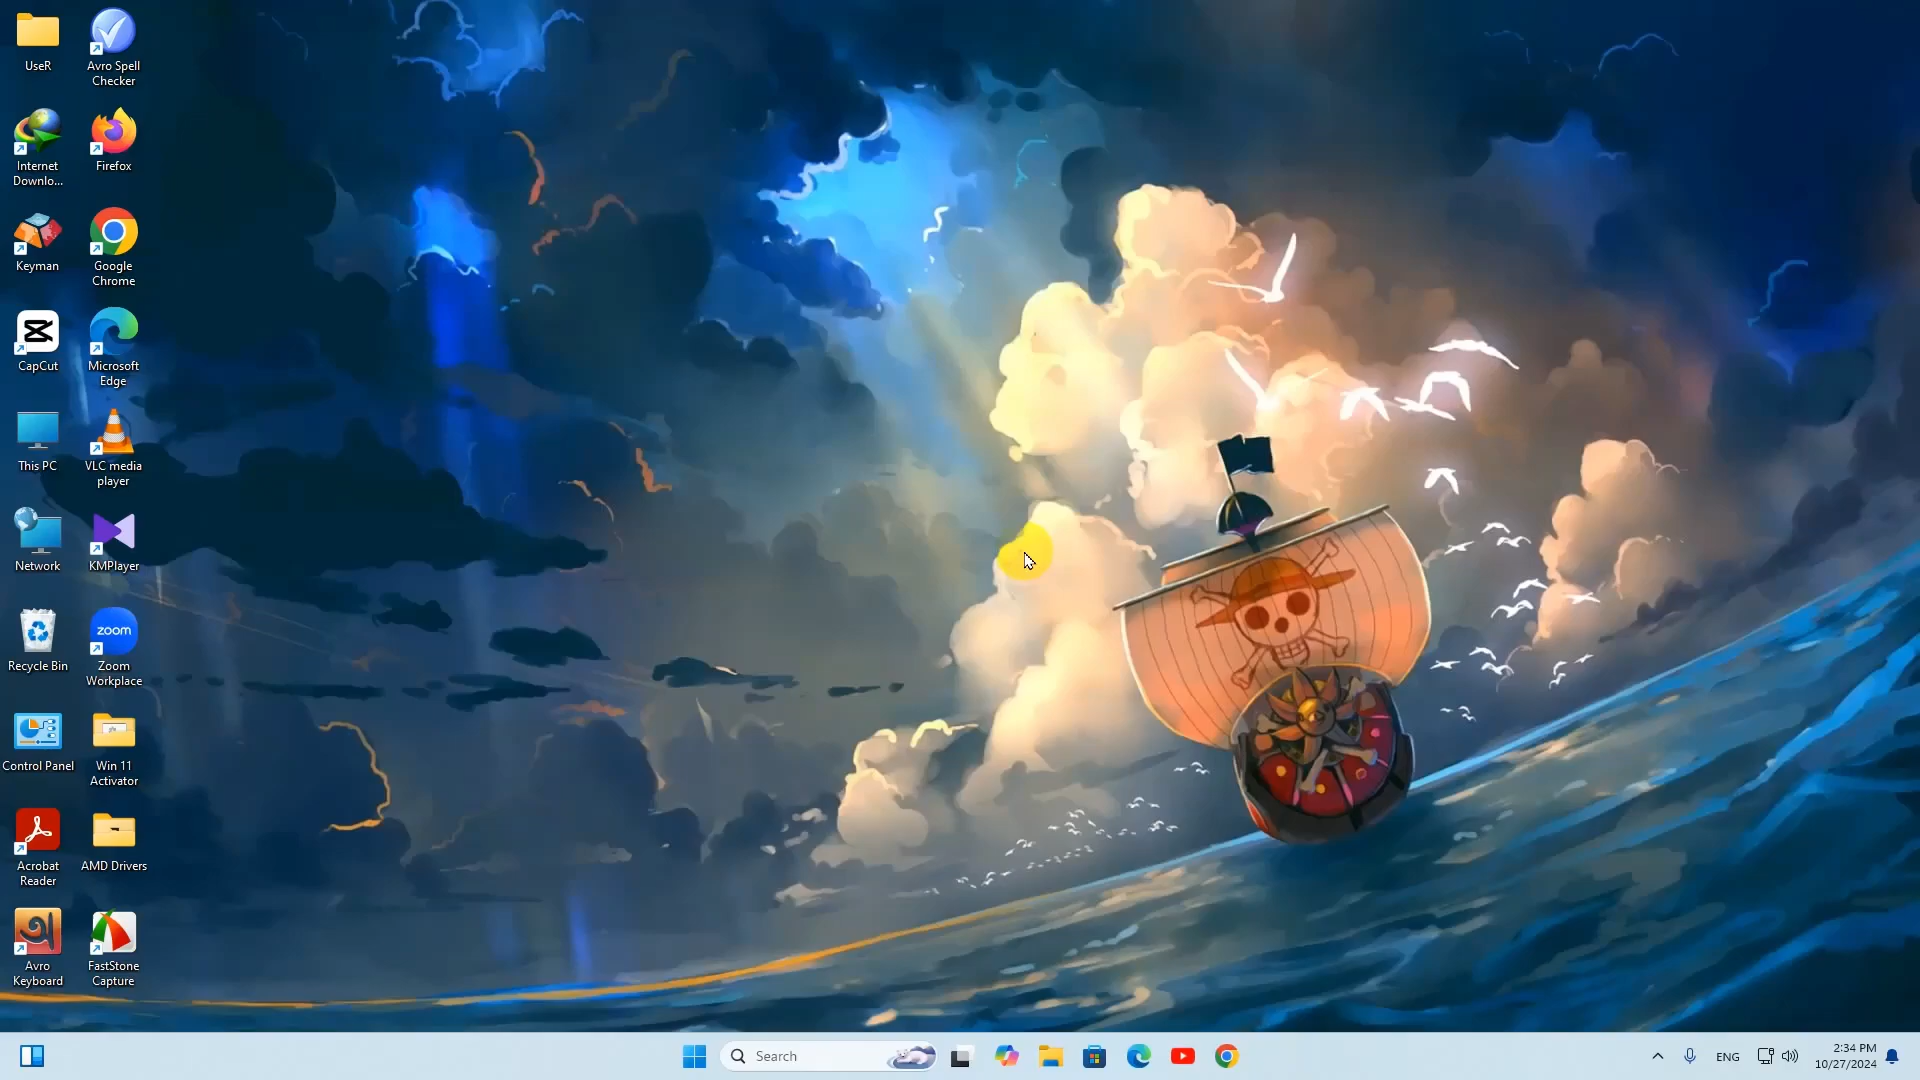 UseR
Avro Spell
Checker
Internet
Downlo...
Firefox
Keyman
Google
Chrome
CapCut
Microsoft
Edge
This PC
VLC media
player
Network
KMPlayer
Recycle Bin
zoom
Zoom
Workplace
Control Panel
Win 11
Activator
Acrobat
Reader
AMD Drivers
Avro
Keyboard
FastStone
Capture
Search
ENG
2:34 PM
10/27/2024